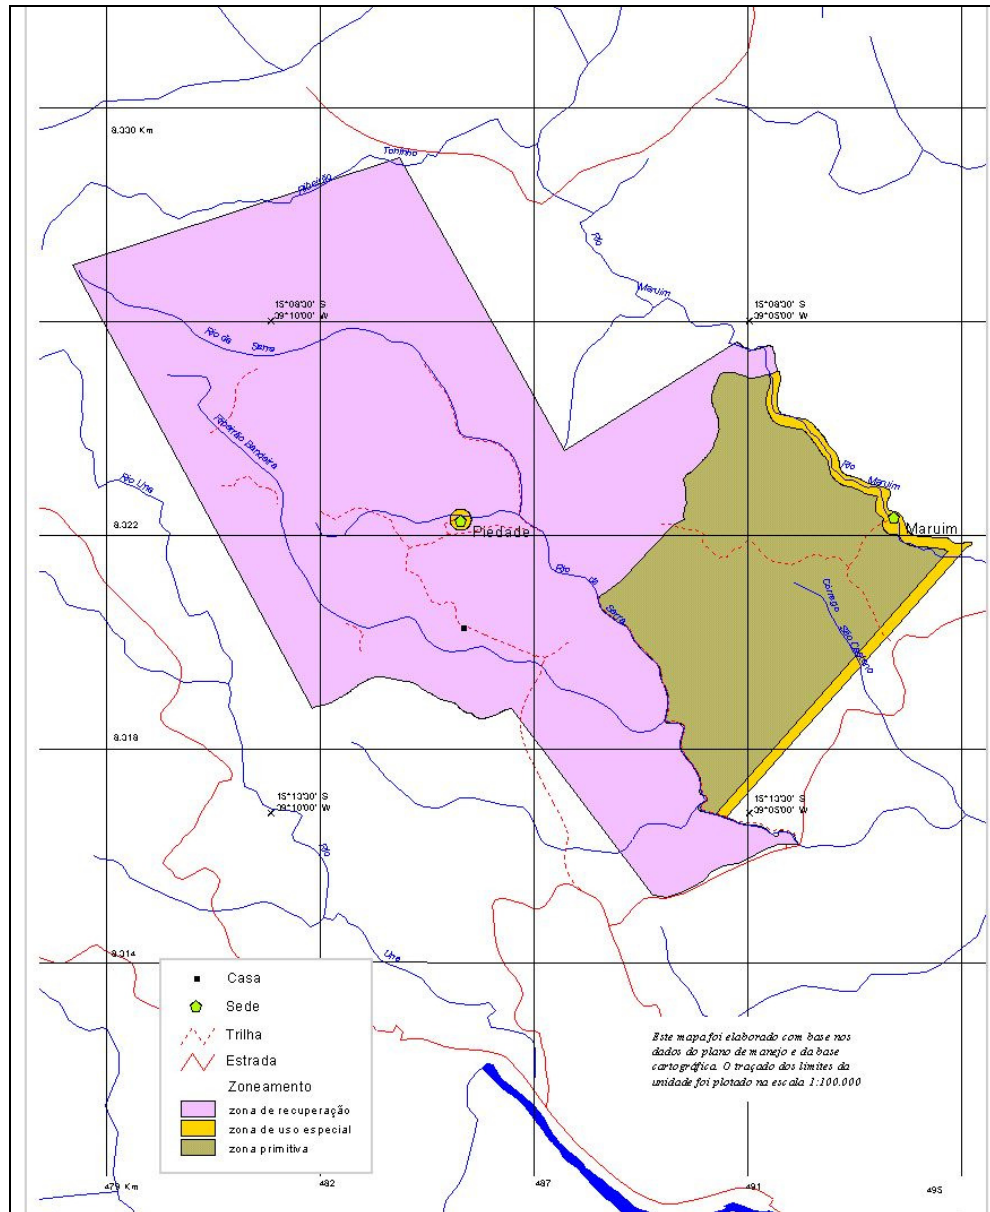 8.330 Km
Toninho
Ribeirão
Rio
Maruim
15°08'30" S
39°10'00" W
15°08'30" S
39°05'00" W
Rio da Serra
Ribeirão Bandeira
Rio Una
Rio
Maruim
8.322
Piedade
Maruim
Rio da Serra
Córrego
São
8.318
15°13'30" S
39°10'00" W
15°13'30" S
39°05'00" W
Rio
Una
8.314
Casa
Sede
Trilha
Estrada
Zoneamento
zona de recuperação
zona de uso especial
zona primitiva
Este mapa foi elaborado com base nos
dados do plano de manejo e da base
cartográfica. O traçado dos limites da
unidade foi plotado na escala 1:100.000
479 Km
482
487
491
495